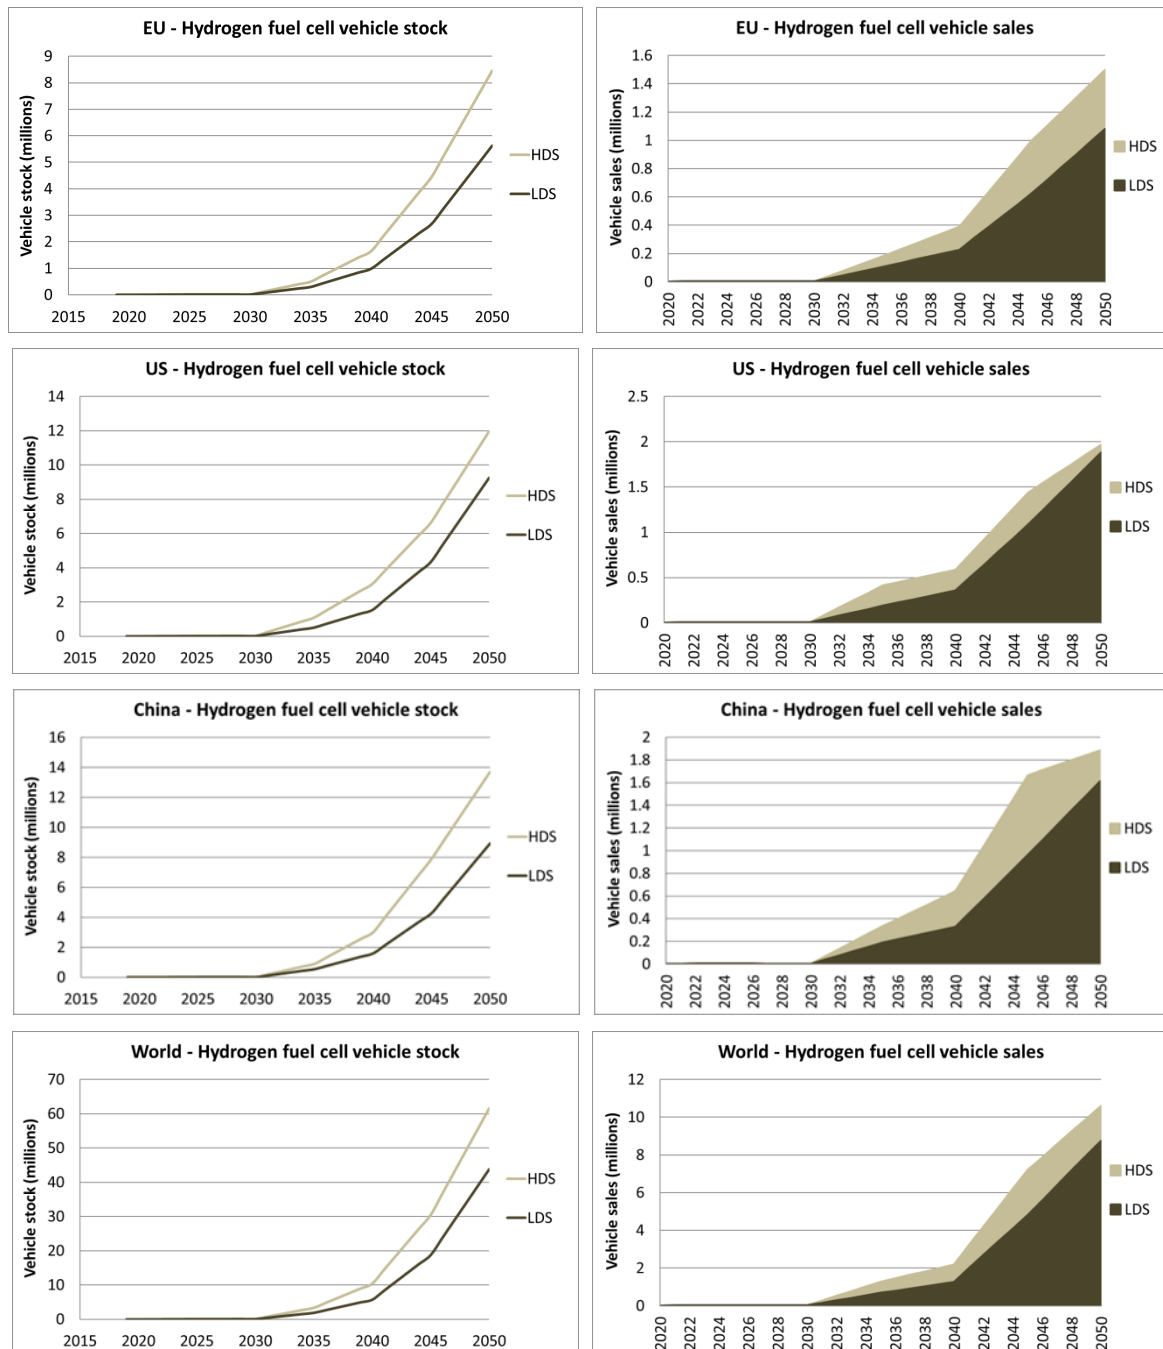 EU - Hydrogen fuel cell vehicle stock
Vehicle stock (millions)
9
8
7
6
5
4
3
2
1
0
2015 2020 2025 2030 2035 2040 2045 2050
HDS
LDS
EU - Hydrogen fuel cell vehicle sales
Vehicle sales (millions)
1.6
1.4
1.2
1
0.8
0.6
0.4
0.2
0
2020 2022 2024 2026 2028 2030 2032 2034 2036 2038 2040 2042 2044 2046 2048 2050
HDS
LDS
US - Hydrogen fuel cell vehicle stock
Vehicle stock (millions)
14
12
10
8
6
4
2
0
2015 2020 2025 2030 2035 2040 2045 2050
HDS
LDS
US - Hydrogen fuel cell vehicle sales
Vehicle sales (millions)
2.5
2
1.5
1
0.5
0
2020 2022 2024 2026 2028 2030 2032 2034 2036 2038 2040 2042 2044 2046 2048 2050
HDS
LDS
China - Hydrogen fuel cell vehicle stock
Vehicle stock (millions)
16
14
12
10
8
6
4
2
0
2015 2020 2025 2030 2035 2040 2045 2050
HDS
LDS
China - Hydrogen fuel cell vehicle sales
Vehicle sales (millions)
2
1.8
1.6
1.4
1.2
1
0.8
0.6
0.4
0.2
0
2020 2022 2024 2026 2028 2030 2032 2034 2036 2038 2040 2042 2044 2046 2048 2050
HDS
LDS
World - Hydrogen fuel cell vehicle stock
Vehicle stock (millions)
70
60
50
40
30
20
10
0
2015 2020 2025 2030 2035 2040 2045 2050
HDS
LDS
World - Hydrogen fuel cell vehicle sales
Vehicle sales (millions)
12
10
8
6
4
2
0
2020 2022 2024 2026 2028 2030 2032 2034 2036 2038 2040 2042 2044 2046 2048 2050
HDS
LDS